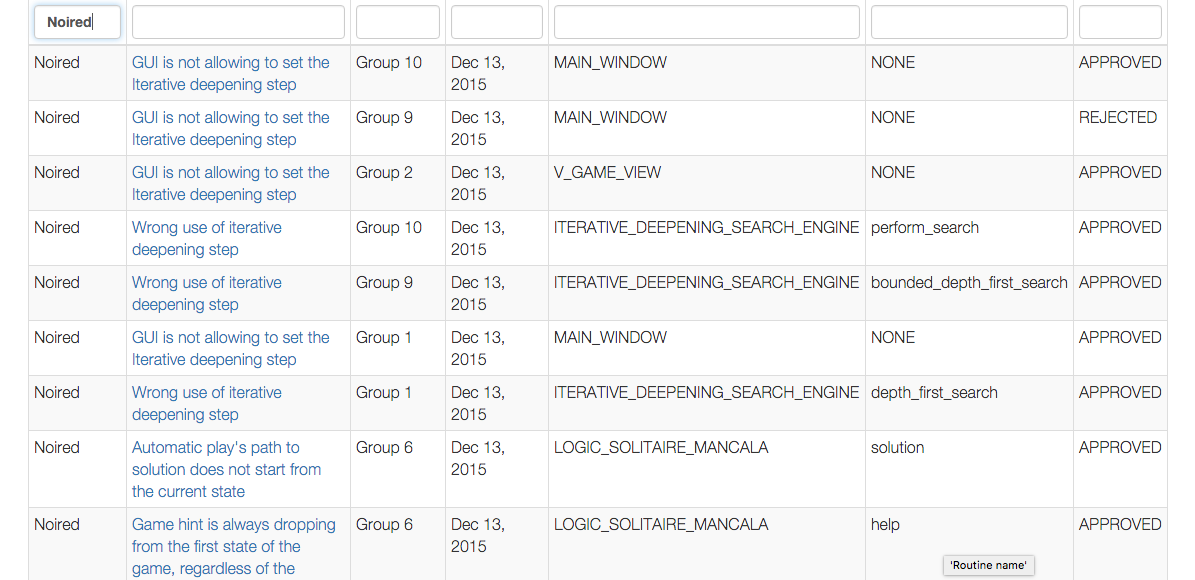 Noired
Noired GUI is not allowing to set the Group 10 Dec 13, MAIN_WINDOW NONE APPROVED
Iterative deepening step 2015
Noired GUI is not allowing to set the Group 9 Dec 13, MAIN_WINDOW NONE REJECTED
Iterative deepening step 2015
Noired GUI is not allowing to set the Group 2 Dec 13, V_GAME_VIEW NONE APPROVED
Iterative deepening step 2015
Noired Wrong use of iterative Group 10 Dec 13, ITERATIVE_DEEPENING_SEARCH_ENGINE perform_search APPROVED
deepening step 2015
Noired Wrong use of iterative Group 9 Dec 13, ITERATIVE_DEEPENING_SEARCH_ENGINE bounded_depth_first_search APPROVED
deepening step 2015
Noired GUI is not allowing to set the Group 1 Dec 13, MAIN_WINDOW NONE APPROVED
Iterative deepening step 2015
Noired Wrong use of iterative Group 1 Dec 13, ITERATIVE_DEEPENING_SEARCH_ENGINE depth_first_search APPROVED
deepening step 2015
Noired Automatic play's path to Group 6 Dec 13, LOGIC_SOLITAIRE_MANCALA solution APPROVED
solution does not start from 2015
the current state
Noired Game hint is always dropping Group 6 Dec 13, LOGIC_SOLITAIRE_MANCALA help APPROVED
from the first state of the 2015
game, regardless of the 'Routine name'